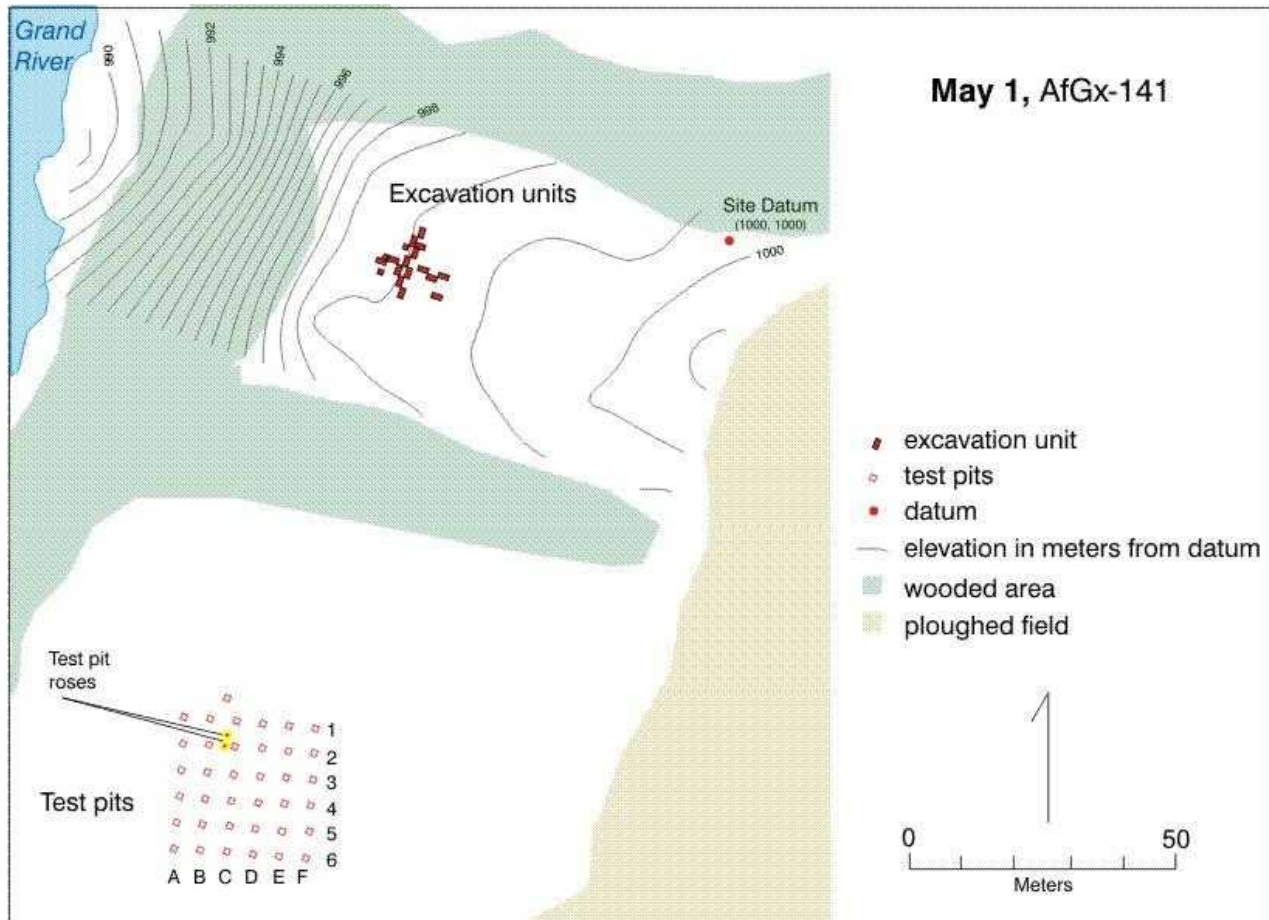 Grand
River
990
992
994
996
998
May 1, AfGx-141
Excavation units
Site Datum
(1000, 1000)
1000
excavation unit
test pits
datum
elevation in meters from datum
wooded area
ploughed field
Test pit
roses
Test pits
1
2
3
4
5
6
A B C D E F
0 50
Meters